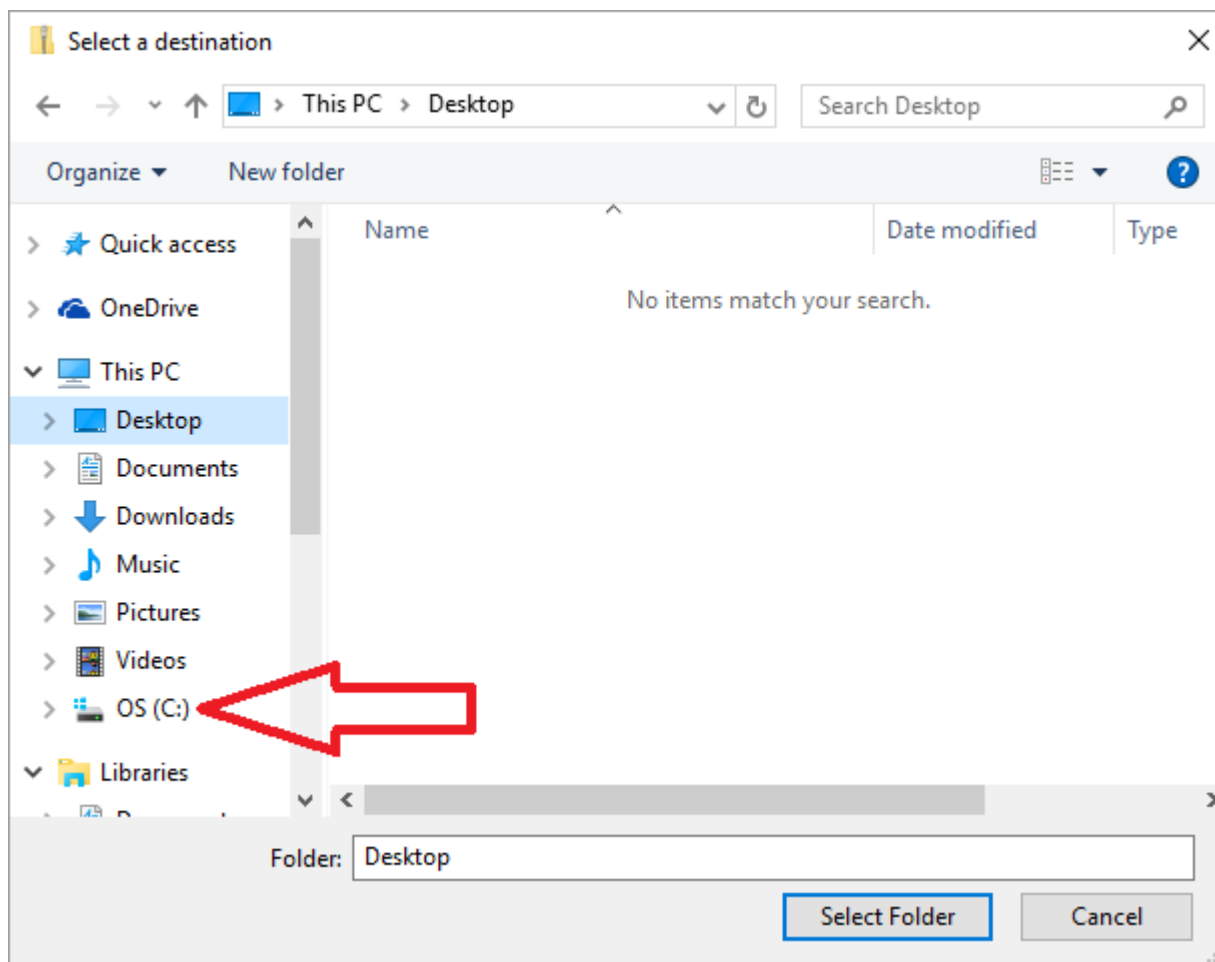 Select a destination
This PC > Desktop
Search Desktop
Organize
New folder
?
Name
Date modified
Type
Quick access
No items match your search.
OneDrive
This PC
Desktop
Documents
Downloads
Music
Pictures
Videos
OS (C:)
Libraries
Folder: Desktop
Select Folder
Cancel